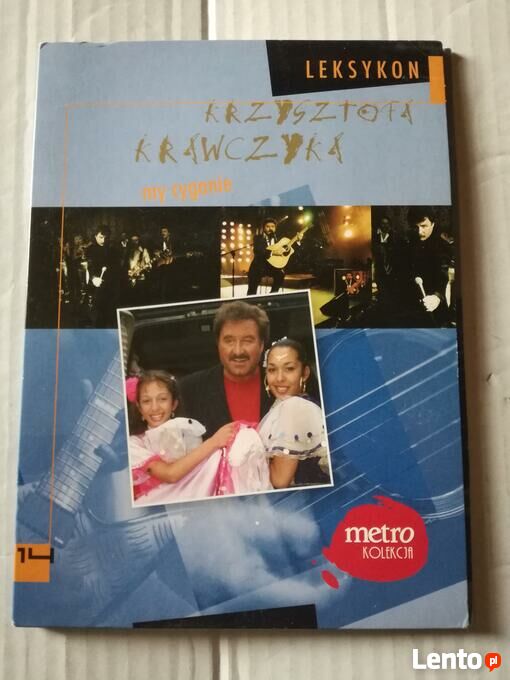 LEKSYKON
KRZYSZTOFA
KRAWCZYKA
my cyganie
metro
KOLEKCJA
14
Lento.pl